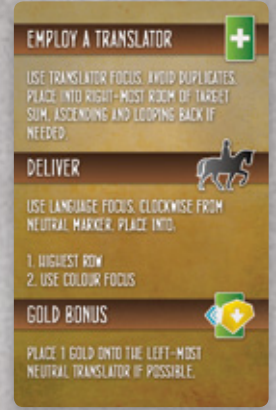 EMPLOY A TRANSLATOR
USE TRANSLATOR FOCUS. AVOID DUPLICATES.
PLACE INTO RIGHT-MOST ROOM OF TARGET
SUM, ASCENDING AND LOOPING BACK IF
NEEDED.
DELIVER
USE LANGUAGE FOCUS. CLOCKWISE FROM
NEUTRAL MARKER. PLACE INTO:
1. HIGHEST ROW
2. USE COLOUR FOCUS
GOLD BONUS
PLACE 1 GOLD ONTO THE LEFT-MOST
NEUTRAL TRANSLATOR IF POSSIBLE.